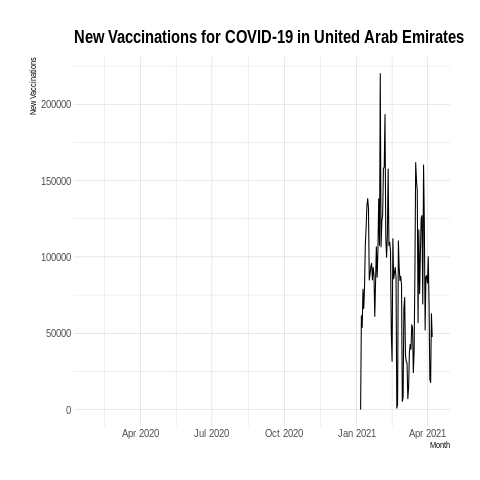 New Vaccinations for COVID-19 in United Arab Emirates
New Vaccinations
200000
150000
100000
50000
0
Apr 2020 Jul 2020 Oct 2020 Jan 2021 Apr 2021
Month